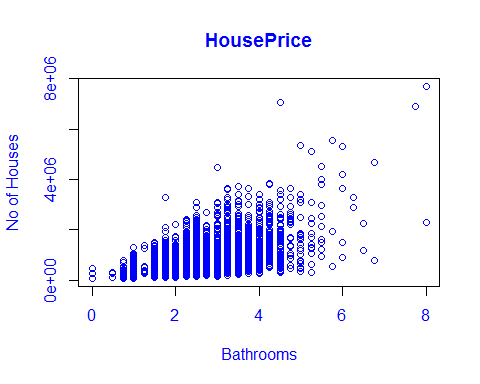 HousePrice
8e+06
4e+06
0e+00
No of Houses
0 2 4 6 8
Bathrooms